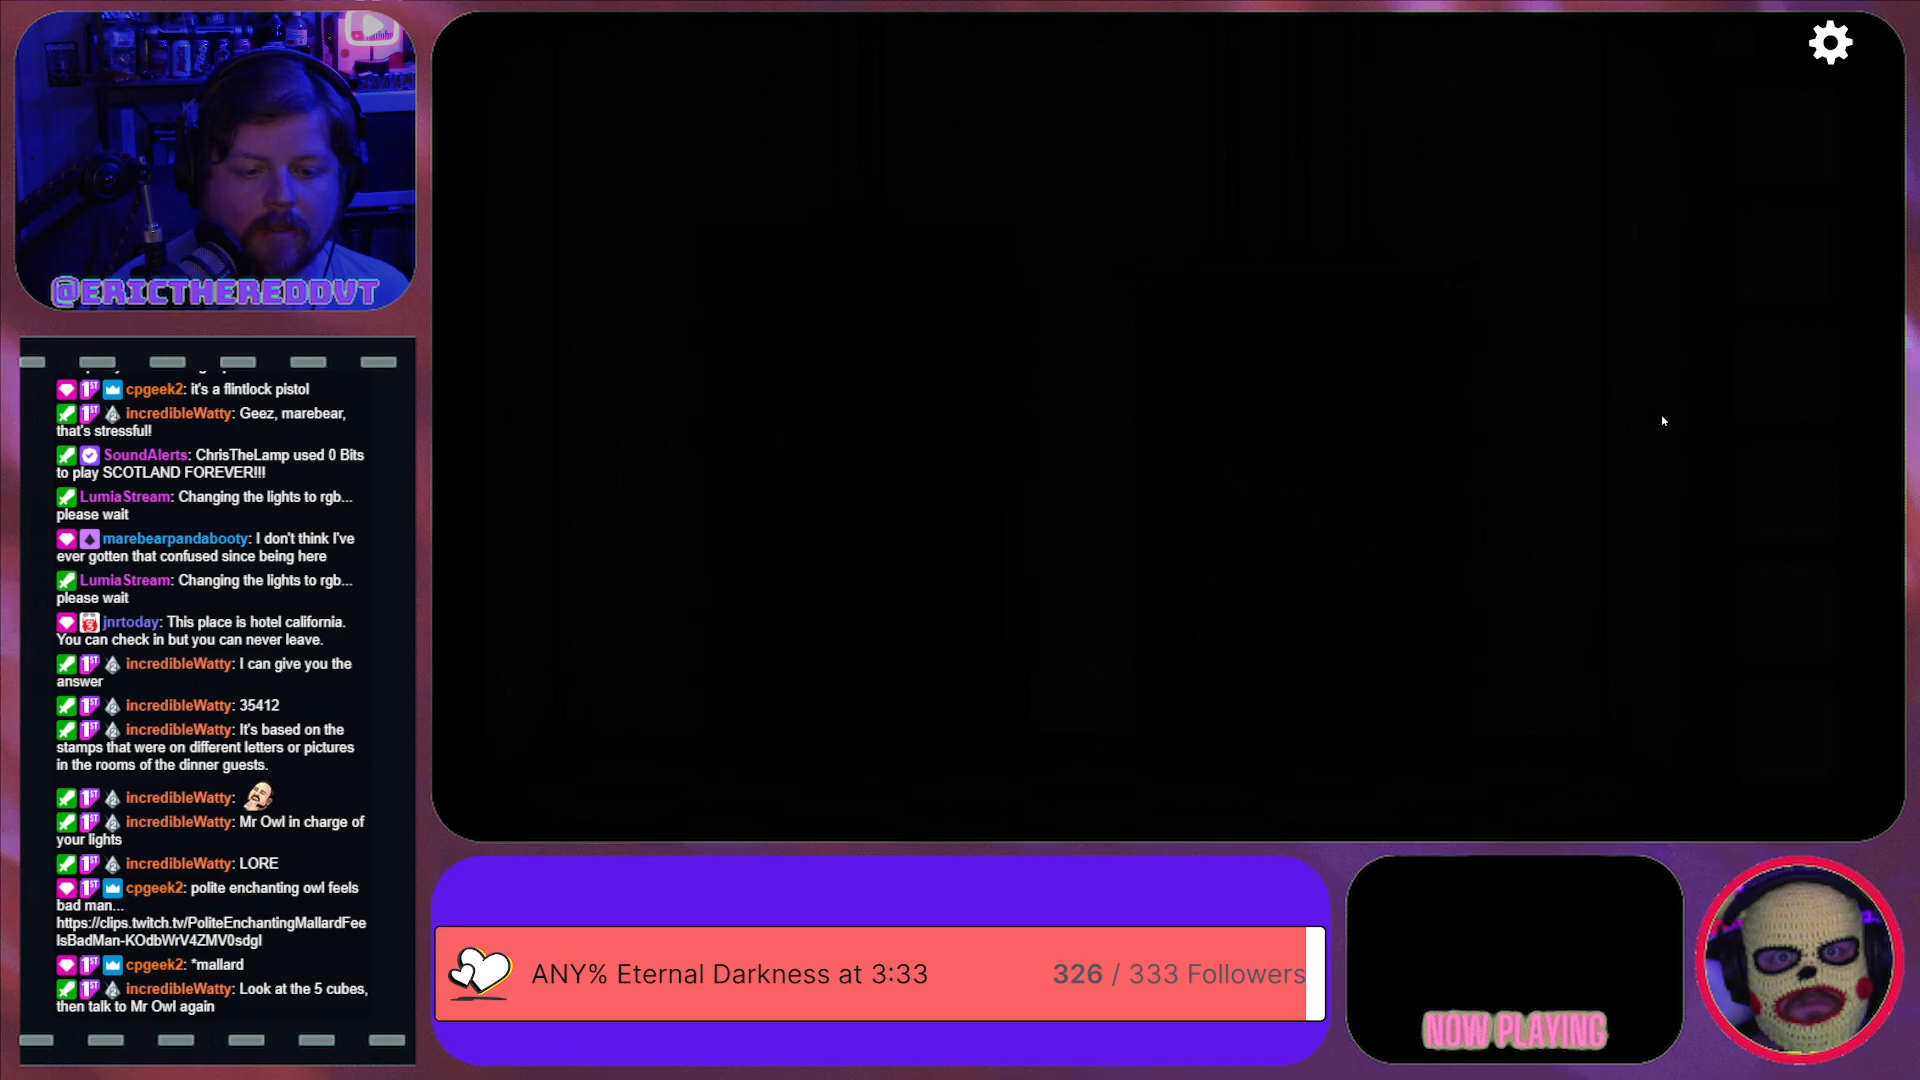 @ERICTHEREDDVT
cpgeek2: it's a flintlock pistol
incredibleWatty: Geez, marebear,
that's stressful!
SoundAlerts: ChrisTheLamp used 0 Bits
to play SCOTLAND FOREVER!!!
LumiaStream: Changing the lights to rgb...
please wait
marebearpandabooty: I don't think I've
ever gotten that confused since being here
LumiaStream: Changing the lights to rgb...
please wait
jnrtoday: This place is hotel california.
You can check in but you can never leave.
incredibleWatty: I can give you the
answer
incredibleWatty: 35412
incredibleWatty: It's based on the
stamps that were on different letters or pictures
in the rooms of the dinner guests.
incredibleWatty:
incredibleWatty: Mr Owl in charge of
your lights
incredibleWatty: LORE
cpgeek2: polite enchanting owl feels
bad man...
https://clips.twitch.tv/PoliteEnchantingMallardFee
lsBadMan-KOdbWrV4ZMV0sdgI
cpgeek2: *mallard
incredibleWatty: Look at the 5 cubes,
then talk to Mr Owl again
ANY% Eternal Darkness at 3:33
326 / 333 Followers
NOW PLAYING